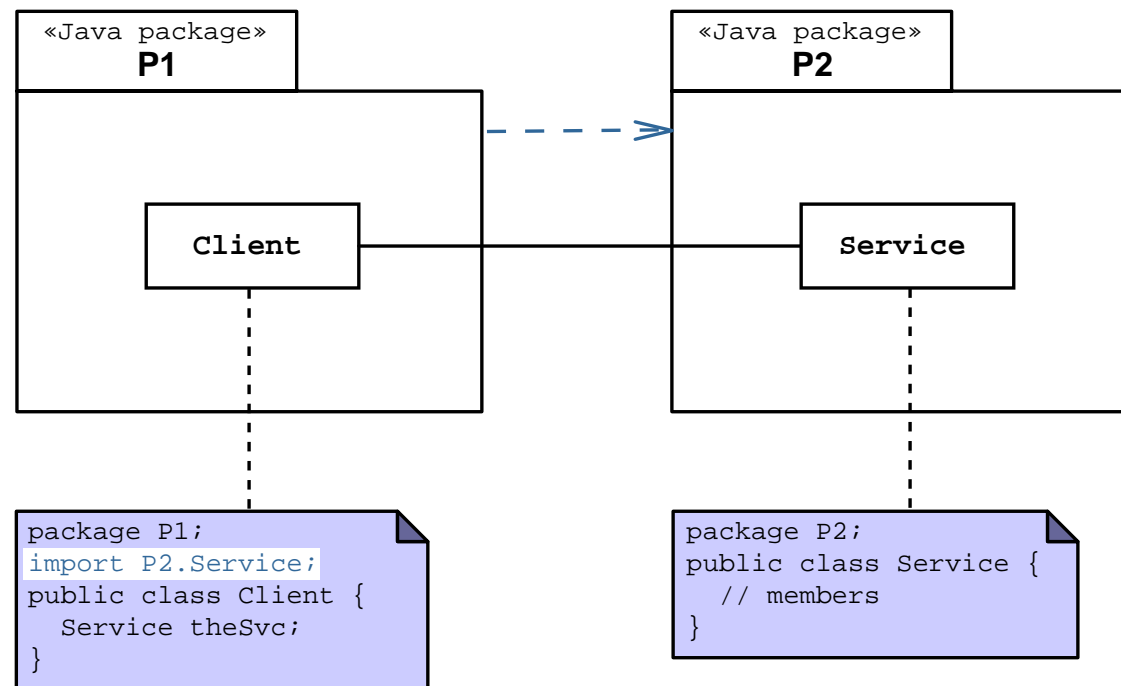 «Java package»
P1
«Java package»
P2
Client
Service
package P1;
import P2.Service;
public class Client {
  Service theSvc;
}
package P2;
public class Service {
  // members
}